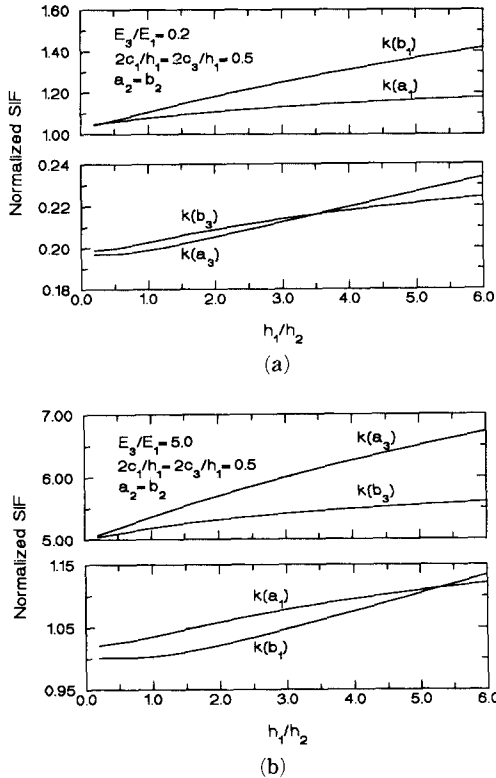 (a)
Normalized SIF
1.60
1.40
1.20
1.00
E₃/E₁=0.2
2c₁/h₁=2c₃/h₁=0.5
a₂=b₂
k(b₁)
k(a₁)
0.24
0.22
0.20
0.18
k(b₃)
k(a₃)
0.0 1.0 2.0 3.0 4.0 5.0 6.0
h₁/h₂
(a)
Normalized SIF
7.00
6.00
5.00
E₃/E₁=5.0
2c₁/h₁=2c₃/h₁=0.5
a₂=b₂
k(a₃)
k(b₃)
1.15
1.05
0.95
k(a₁)
k(b₁)
0.0 1.0 2.0 3.0 4.0 5.0 6.0
h₁/h₂
(b)